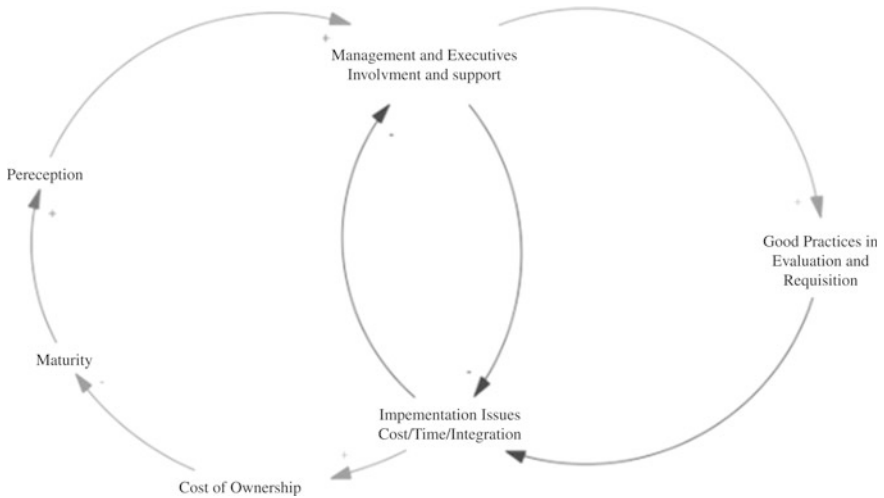 Management and Executives
Involvment and support
Pereception
Good Practices in
Evaluation and
Requisition
Maturity
Impementation Issues
Cost/Time/Integration
Cost of Ownership
+
-
+
+
-
-
+